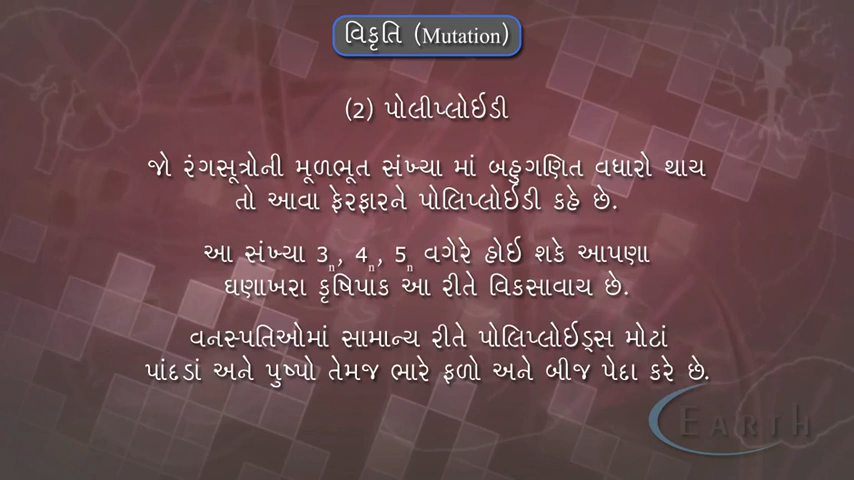 વિકૃતિ (Mutation)
(2) પોલીપ્લોઈડી
જો રંગસૂત્રોની મૂળભૂત સંખ્યા માં બહુગણિત વધારો થાય
તો આવા ફેરફારને પોલિપ્લોઈડી કહે છે.
આ સંખ્યા 3n, 4n, 5n વગેરે હોઈ શકે આપણા
ઘણાખરા કૃષિપાક આ રીતે વિકસાવાય છે.
વનસ્પતિઓમાં સામાન્ય રીતે પોલિપ્લોઈડ્સ મોટાં
પાંદડાં અને પુષ્પો તેમજ ભારે ફળો અને બીજ પેદા કરે છે.
EARTH